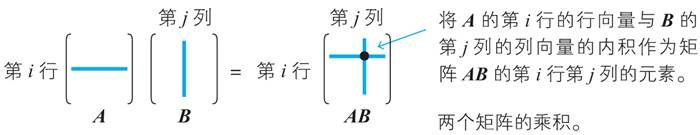 第 j 列
第 j 列
第 i 行
=
第 i 行
A
B
AB
将 A 的第 i 行的行向量与 B 的
第 j 列的列向量的内积作为矩
阵 AB 的第 i 行第 j 列的元素。
两个矩阵的乘积。